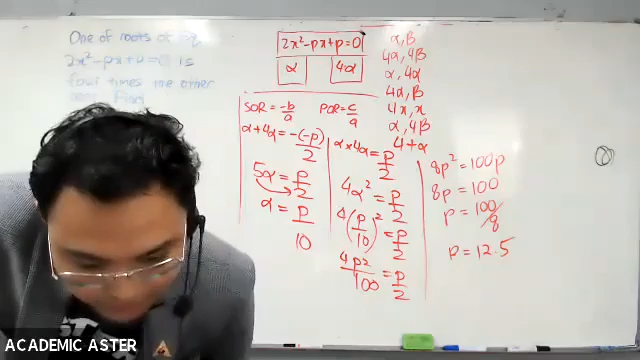 One of roots of eq
2x²-px+p=0 is
four times the other
Find
2x²-px+p=0
α
4α
α, β
4α, 4β
α, 4α
4α, β
4x, x
α, 4β
4+α
SOR = -b/a
POR = c/a
α+4α = -(-p)/2
5α = p/2
α = p/10
α × 4α = p/2
4α² = p/2
4(p/10)² = p/2
4p²/100 = p/2
8p² = 100p
8p = 100
p = 100/8
p = 12.5
2
ACADEMIC ASTER